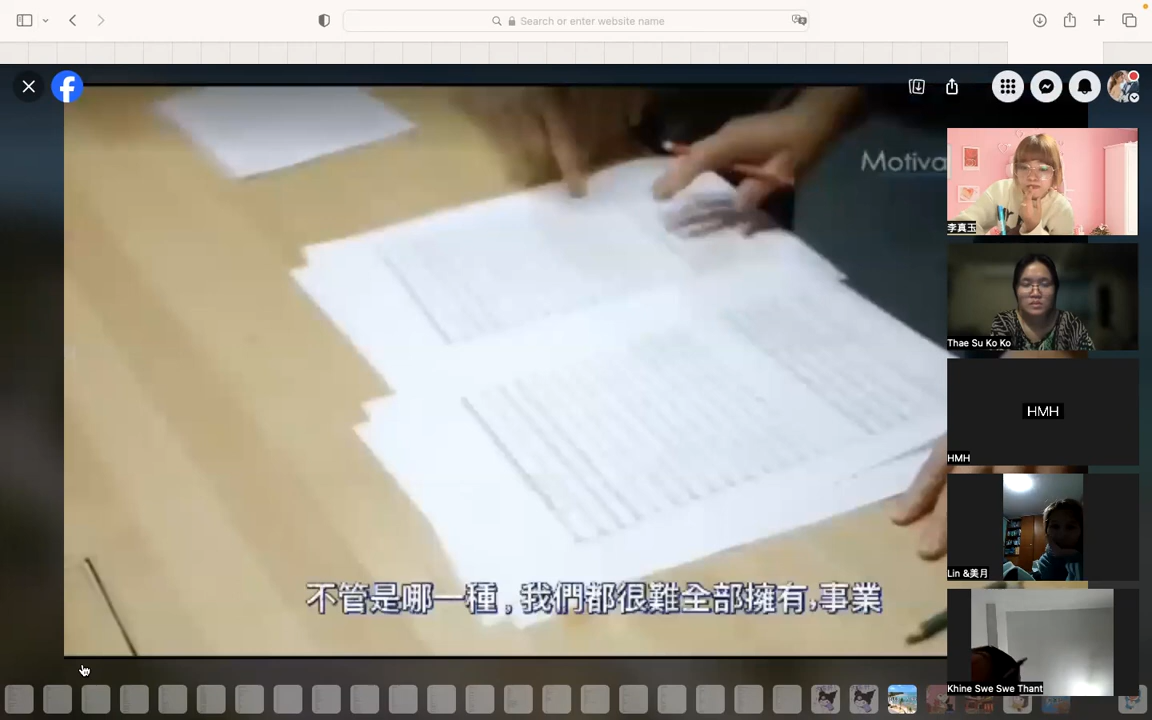 Search or enter website name
Motiva
李真玉
Thae Su Ko Ko
HMH
HMH
Lin &美月
不管是哪一種，我們都很難全部擁有，事業
Khine Swe Swe Thant